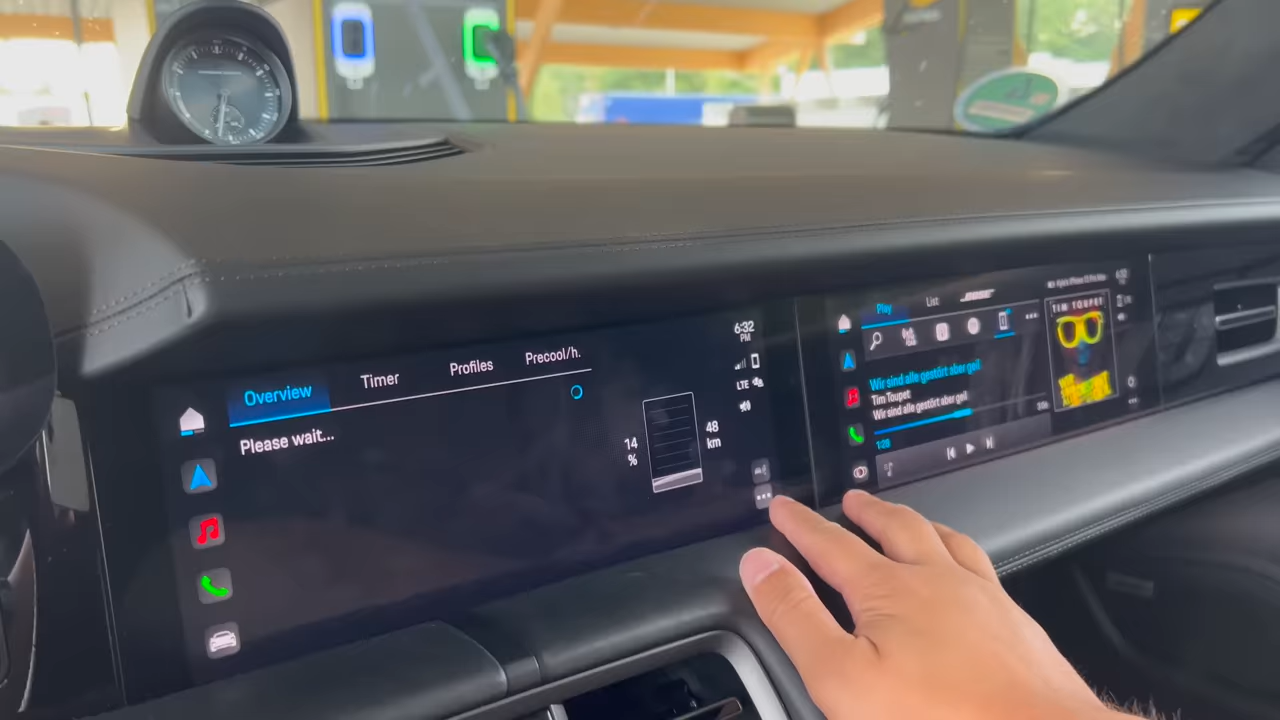 Overview
Timer
Profiles
Precool/h.
Please wait...
14
%
48
km
6:32
PM
LTE
Play
List
BOSE
Wir sind alle gestört aber geil
Tim Toupet
Wir sind alle gestört aber geil
1:28
TIM TOUPET